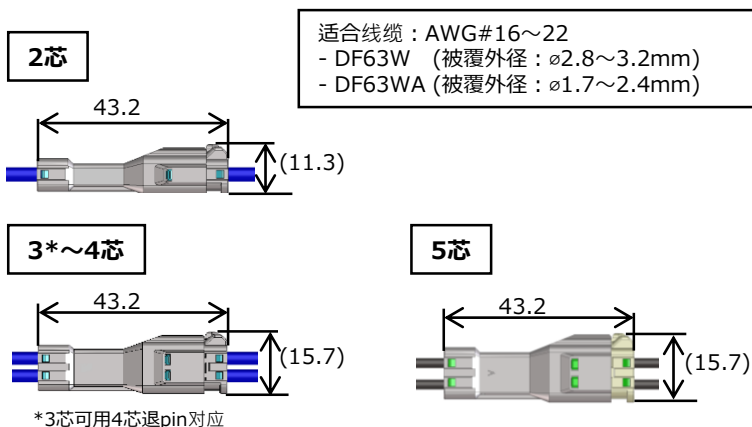 适合线缆：AWG#16～22
- DF63W （被覆外径：⌀2.8～3.2mm)
- DF63WA (被覆外径：⌀1.7～2.4mm)
2芯
43.2
(11.3)
3*～4芯
43.2
(15.7)
*3芯可用4芯退pin对应
5芯
43.2
(15.7)